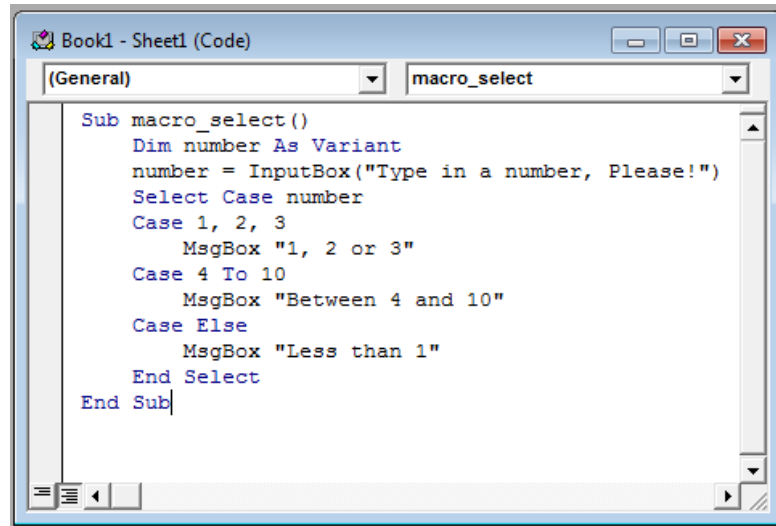 Book1 - Sheet1 (Code)
(General) macro_select
Sub macro_select()
Dim number As Variant
number = InputBox("Type in a number, Please!")
Select Case number
Case 1, 2, 3
MsgBox "1, 2 or 3"
Case 4 To 10
MsgBox "Between 4 and 10"
Case Else
MsgBox "Less than 1"
End Select
End Sub